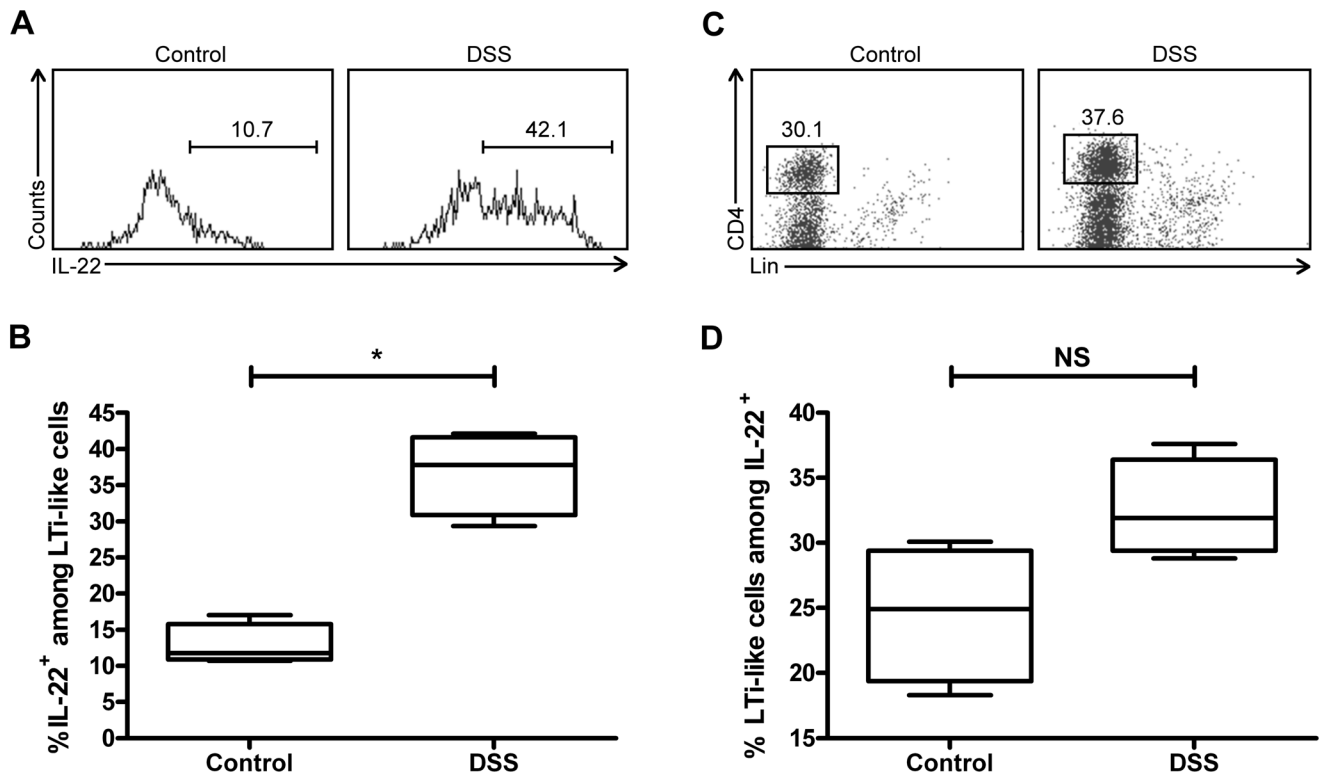 A
Control
DSS
10.7
42.1
Counts
IL-22
C
Control
DSS
30.1
37.6
CD4
Lin
B
*
% IL-22+ among LTi-like cells
45
40
35
30
25
20
15
10
5
0
Control
DSS
D
NS
% LTi-like cells among IL-22+
40
35
30
25
20
15
Control
DSS